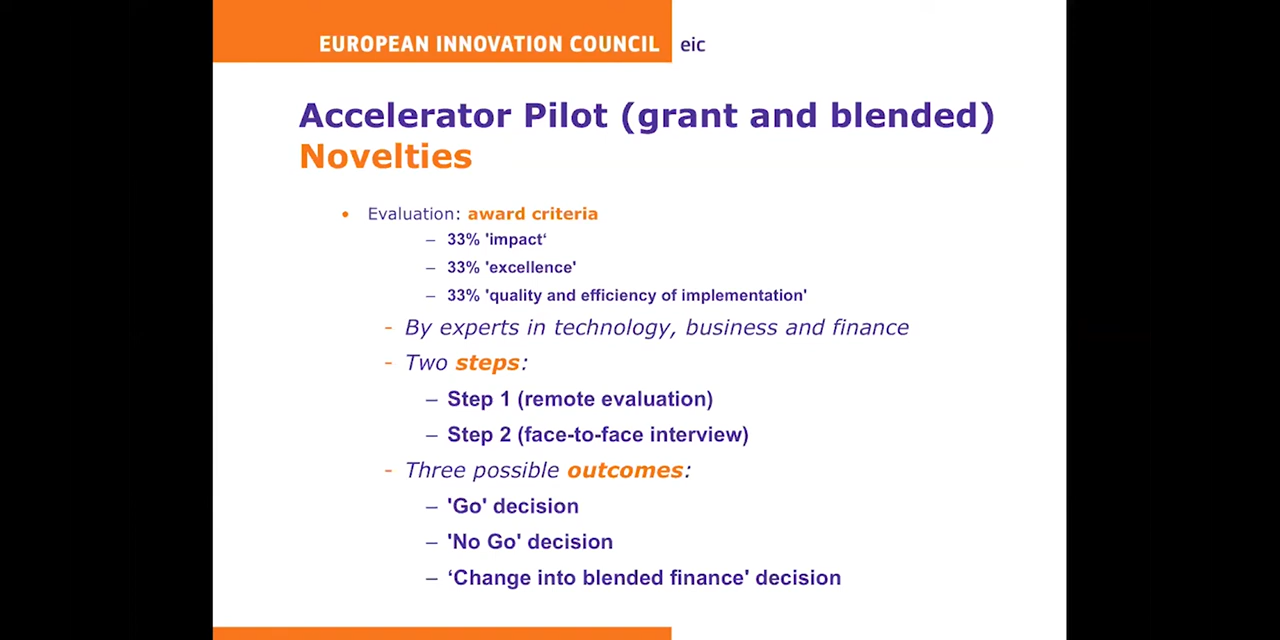 EUROPEAN INNOVATION COUNCIL eic
Accelerator Pilot (grant and blended)
Novelties
• Evaluation: award criteria
– 33% 'impact‘
– 33% 'excellence'
– 33% 'quality and efficiency of implementation'
- By experts in technology, business and finance
- Two steps:
– Step 1 (remote evaluation)
– Step 2 (face-to-face interview)
- Three possible outcomes:
– 'Go' decision
– 'No Go' decision
– ‘Change into blended finance' decision